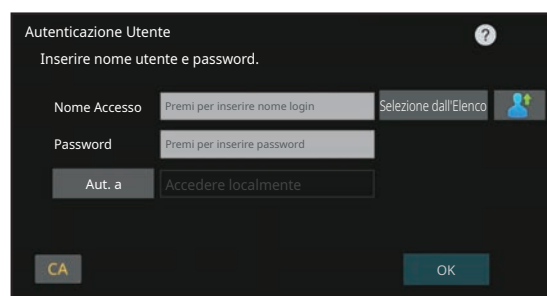 Autenticazione Utente
?
Inserire nome utente e password.
Nome Accesso Premi per inserire nome login Selezione dall'Elenco
Password Premi per inserire password
Aut. a Accedere localmente
CA OK